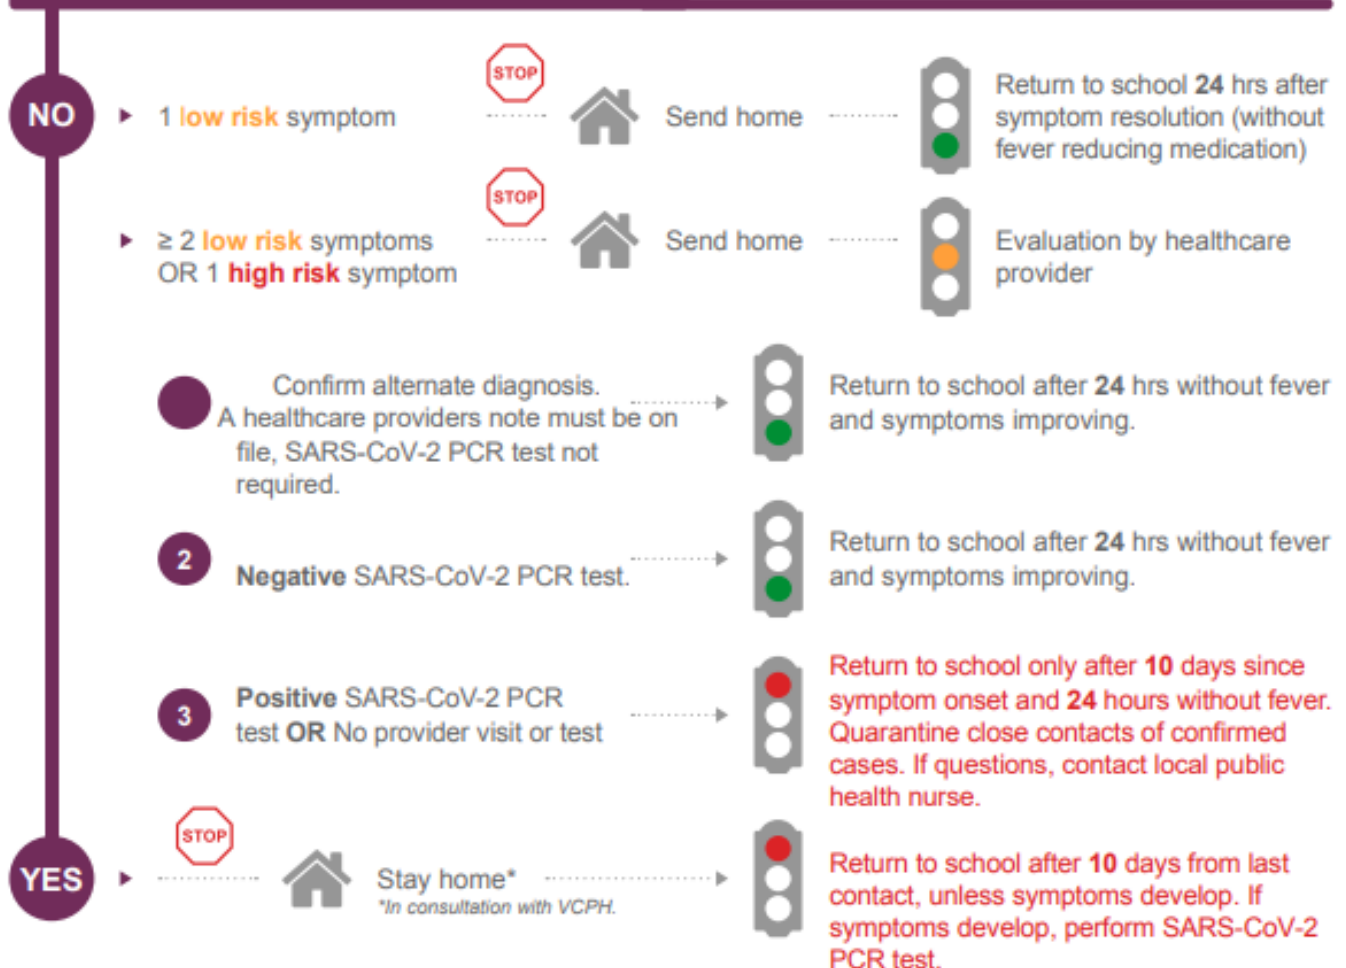 STOP
NO
1 low risk symptom
Send home
Return to school 24 hrs after
symptom resolution (without
fever reducing medication)
STOP
≥ 2 low risk symptoms
OR 1 high risk symptom
Send home
Evaluation by healthcare
provider
Confirm alternate diagnosis.
A healthcare providers note must be on
file, SARS-CoV-2 PCR test not
required.
Return to school after 24 hrs without fever
and symptoms improving.
2
Negative SARS-CoV-2 PCR test.
Return to school after 24 hrs without fever
and symptoms improving.
3
Positive SARS-CoV-2 PCR
test OR No provider visit or test
Return to school only after 10 days since
symptom onset and 24 hours without fever.
Quarantine close contacts of confirmed
cases. If questions, contact local public
health nurse.
YES
STOP
Stay home*
*In consultation with VCPH.
Return to school after 10 days from last
contact, unless symptoms develop. If
symptoms develop, perform SARS-CoV-2
PCR test.